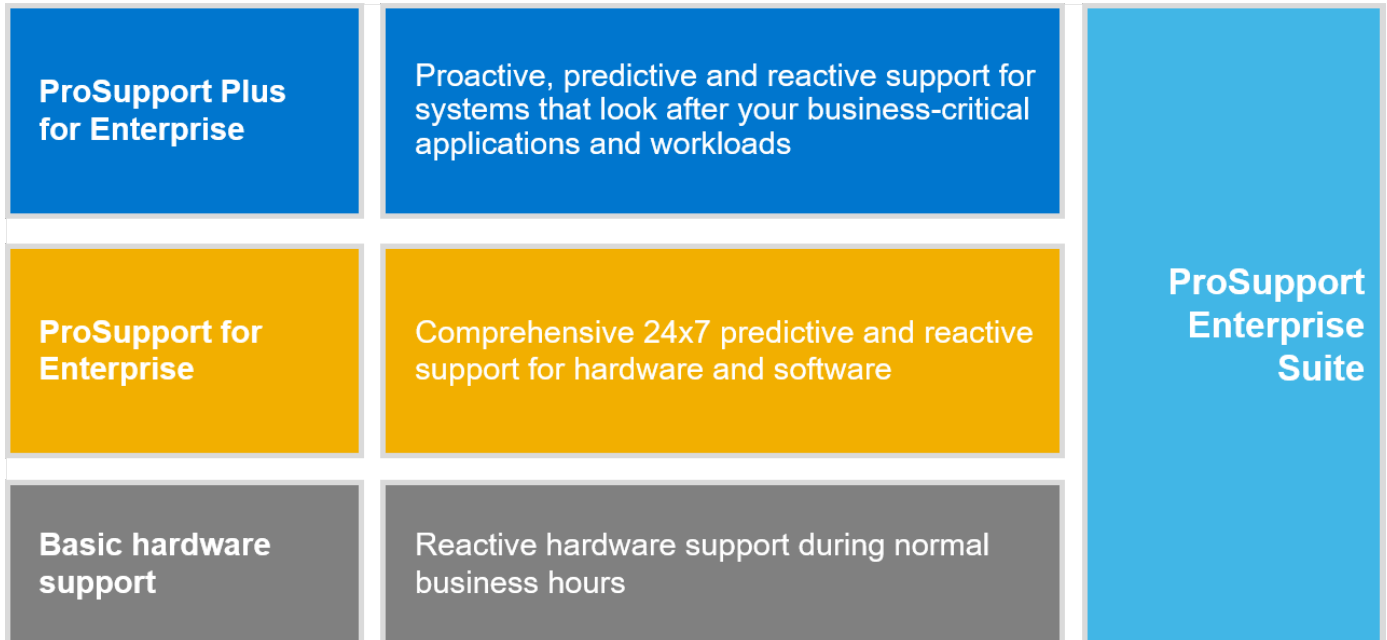 ProSupport Plus
for Enterprise
Proactive, predictive and reactive support for
systems that look after your business-critical
applications and workloads
ProSupport for
Enterprise
Comprehensive 24x7 predictive and reactive
support for hardware and software
Basic hardware
support
Reactive hardware support during normal
business hours
ProSupport
Enterprise
Suite